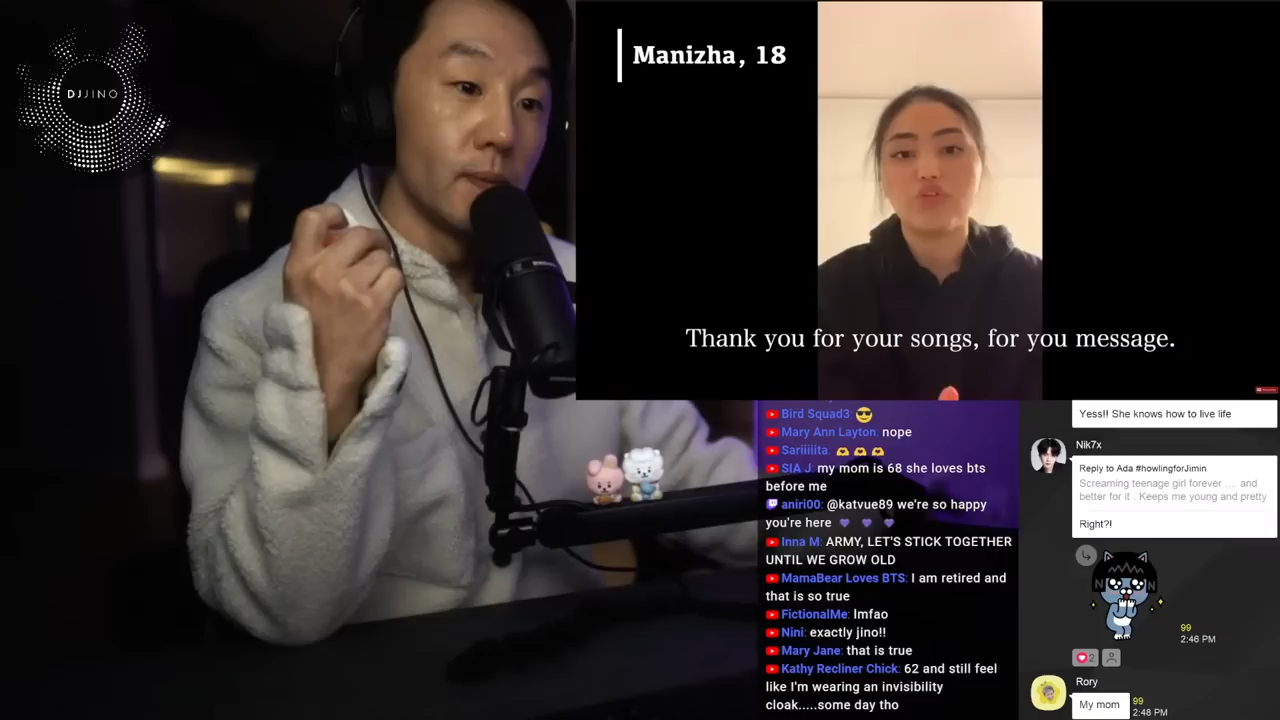 DJJINO
Manizha, 18
Thank you for your songs, for you message.
Bird Squad3:
Mary Ann Layton: nope
Sariiiiita:
SIA J: my mom is 68 she loves bts
before me
aniri00: @katvue89 we're so happy
you're here
Inna M: ARMY, LET'S STICK TOGETHER
UNTIL WE GROW OLD
MamaBear Loves BTS: I am retired and
that is so true
FictionalMe: lmfao
Nini: exactly jino!!
Mary Jane: that is true
Kathy Recliner Chick: 62 and still feel
like I'm wearing an invisibility
cloak.....some day tho
Yess!! She knows how to live life
Nik7x
Reply to Ada #howlingforJimin
Screaming teenage girl forever .... and
better for it . Keeps me young and pretty
Right?!
N N
99
2:46 PM
2
Rory
My mom
99
2:48 PM